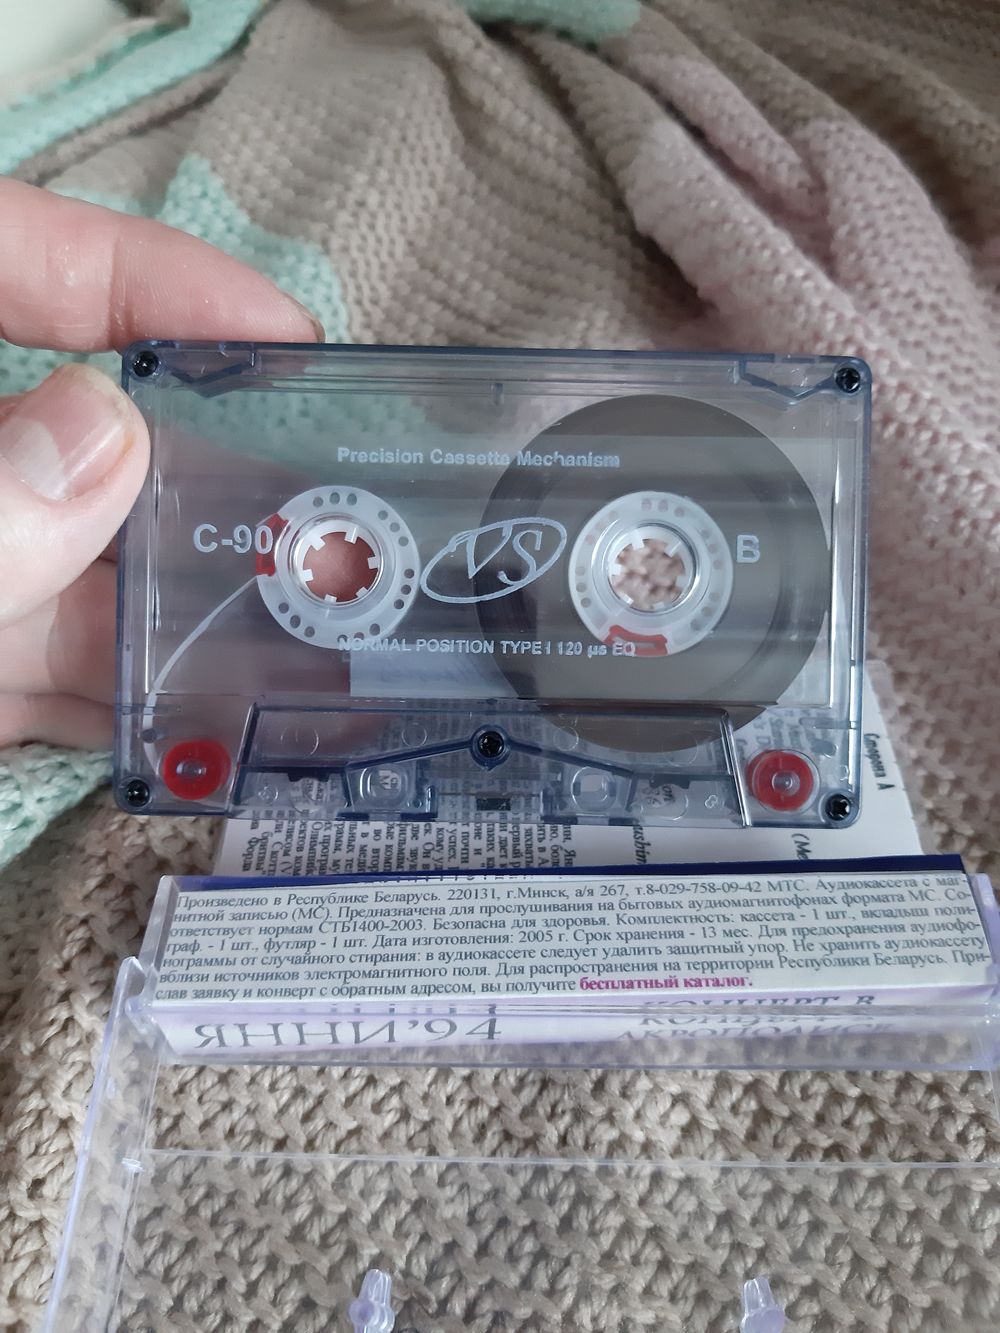 Precision Cassette Mechanism
C-90
VS
B
NORMAL POSITION TYPE I 120 µs EQ
Сторона А
Произведено в Республике Беларусь. 220131, г.Минск, а/я 267, т.8-029-758-09-42 МТС. Аудиокассета с маг-
нитной записью (МС). Предназначена для прослушивания на бытовых аудиомагнитофонах формата МС. Со-
ответствует нормам СТБ1400-2003. Безопасна для здоровья. Комплектность: кассета - 1 шт., вкладыш поли-
граф. - 1 шт., футляр - 1 шт. Дата изготовления: 2005 г. Срок хранения - 13 мес. Для предохранения аудиофо-
нограммы от случайного стирания: в аудиокассете следует удалить защитный упор. Не хранить аудиокассету
вблизи источников электромагнитного поля. Для распространения на территории Республики Беларусь. При-
слав заявку и конверт с обратным адресом, вы получите бесплатный каталог.
ЯННИ'94
КОНЦЕРТ В
АКРОПОЛИСЕ